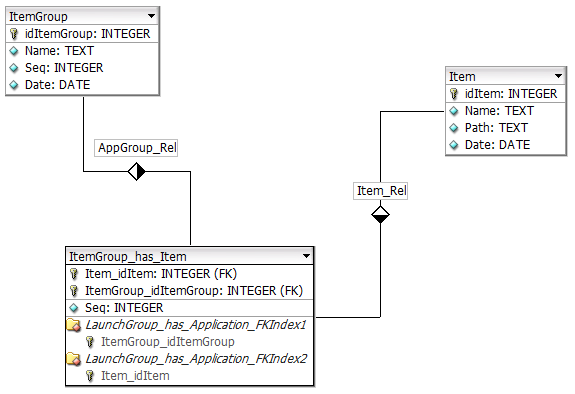 ItemGroup
idItemGroup: INTEGER
Name: TEXT
Seq: INTEGER
Date: DATE
Item
idItem: INTEGER
Name: TEXT
Path: TEXT
Date: DATE
AppGroup_Rel
Item_Rel
ItemGroup_has_Item
Item_idItem: INTEGER (FK)
ItemGroup_idItemGroup: INTEGER (FK)
Seq: INTEGER
LaunchGroup_has_Application_FKIndex1
ItemGroup_idItemGroup
LaunchGroup_has_Application_FKIndex2
Item_idItem